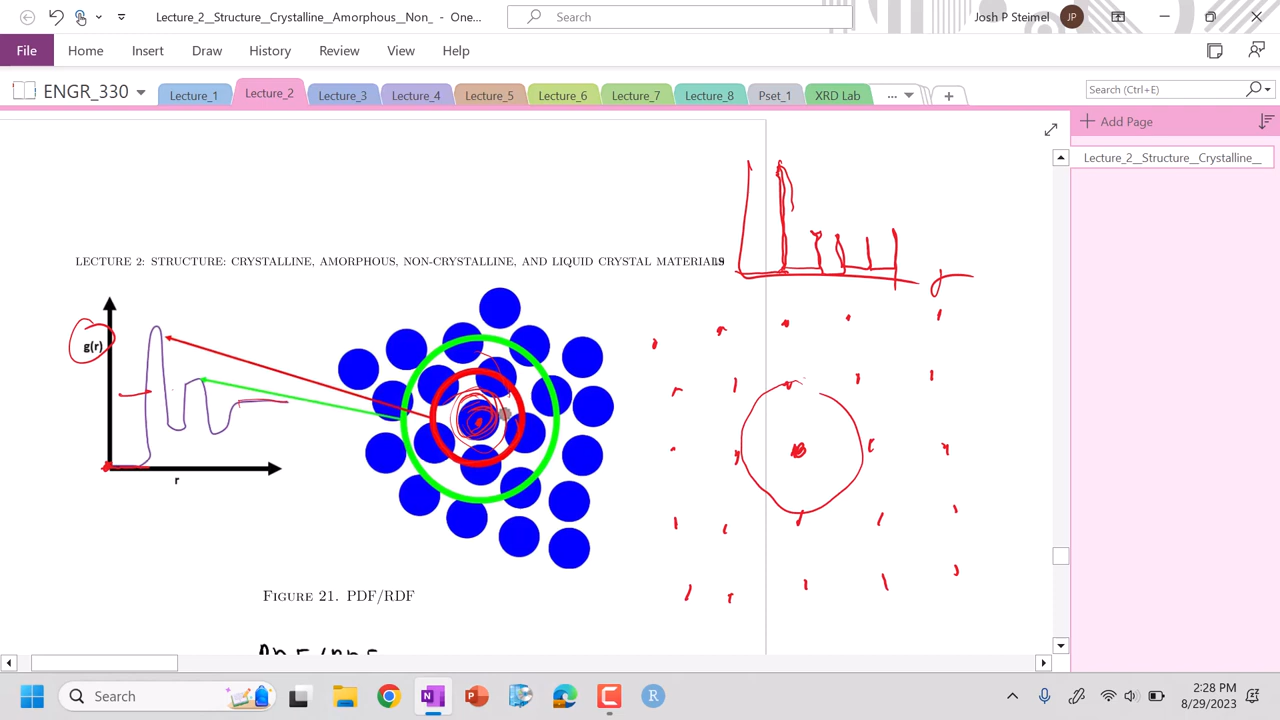 Lecture_2__Structure__Crystalline__Amorphous__Non_ - One...
Search
Josh P Steimel
JP
File
Home
Insert
Draw
History
Review
View
Help
ENGR_330
Lecture_1
Lecture_2
Lecture_3
Lecture_4
Lecture_5
Lecture_6
Lecture_7
Lecture_8
Pset_1
XRD Lab
...
Search (Ctrl+E)
Add Page
Lecture_2__Structure__Crystalline__
LECTURE 2: STRUCTURE: CRYSTALLINE, AMORPHOUS, NON-CRYSTALLINE, AND LIQUID CRYSTAL MATERIALS
g(r)
r
FIGURE 21. PDF/RDF
Search
2:28 PM
8/29/2023